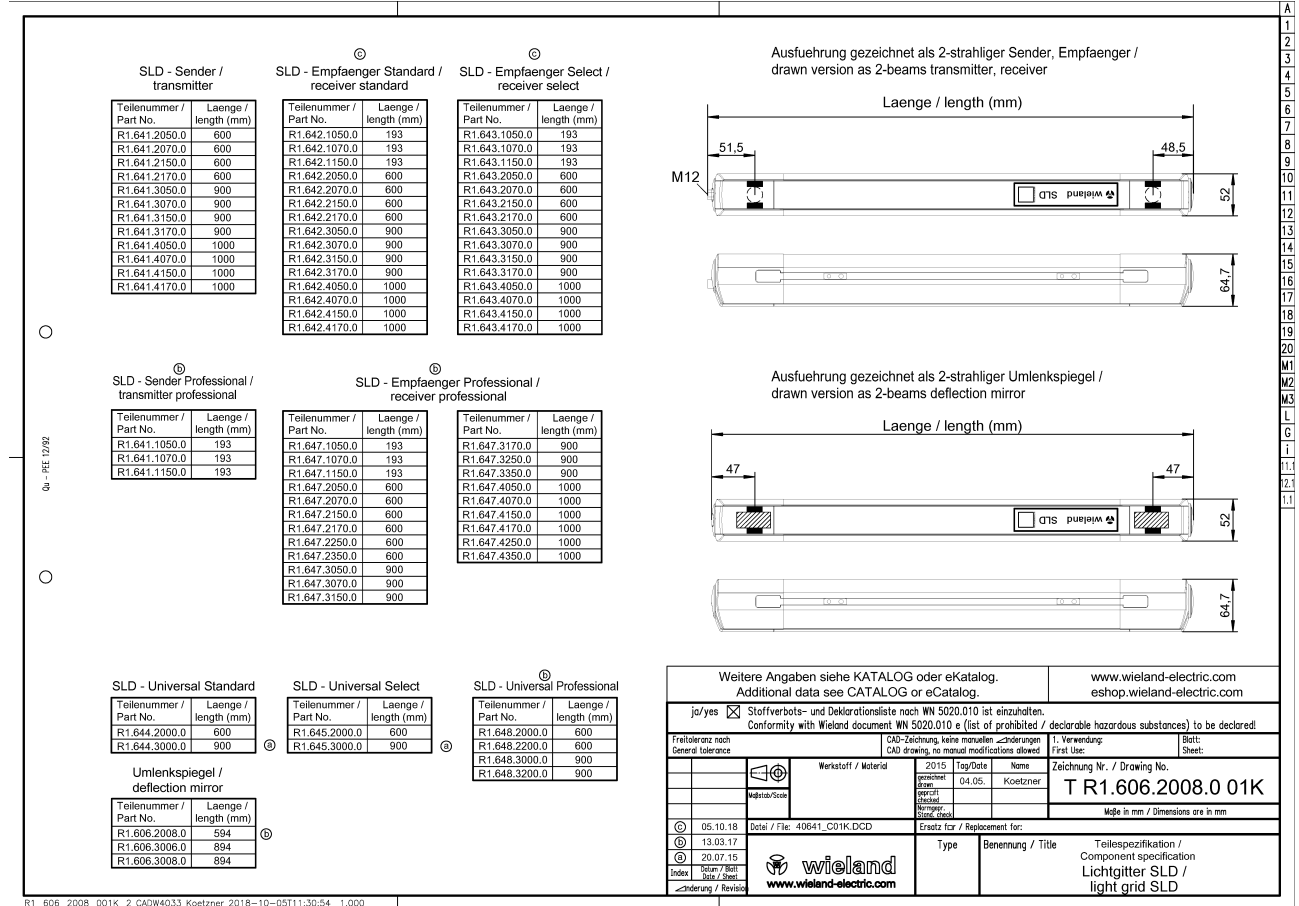 ⓒ
SLD - Sender /
transmitter
Teilenummer / Laenge /
Part No. length (mm)
R1.641.2050.0 600
R1.641.2070.0 600
R1.641.2150.0 600
R1.641.2170.0 600
R1.641.3050.0 900
R1.641.3070.0 900
R1.641.3150.0 900
R1.641.3170.0 900
R1.641.4050.0 1000
R1.641.4070.0 1000
R1.641.4150.0 1000
R1.641.4170.0 1000
SLD - Empfaenger Standard /
receiver standard
Teilenummer / Laenge /
Part No. length (mm)
R1.642.1050.0 193
R1.642.1070.0 193
R1.642.1150.0 193
R1.642.2050.0 600
R1.642.2070.0 600
R1.642.2150.0 600
R1.642.2170.0 600
R1.642.3050.0 900
R1.642.3070.0 900
R1.642.3150.0 900
R1.642.3170.0 900
R1.642.4050.0 1000
R1.642.4070.0 1000
R1.642.4150.0 1000
R1.642.4170.0 1000
ⓒ
SLD - Empfaenger Select /
receiver select
Teilenummer / Laenge /
Part No. length (mm)
R1.643.1050.0 193
R1.643.1070.0 193
R1.643.1150.0 193
R1.643.2050.0 600
R1.643.2070.0 600
R1.643.2150.0 600
R1.643.2170.0 600
R1.643.3050.0 900
R1.643.3070.0 900
R1.643.3150.0 900
R1.643.3170.0 900
R1.643.4050.0 1000
R1.643.4070.0 1000
R1.643.4150.0 1000
R1.643.4170.0 1000
Ausfuehrung gezeichnet als 2-strahliger Sender, Empfaenger /
drawn version as 2-beams transmitter, receiver
Laenge / length (mm)
51,5
48,5
M12
SLD wieland
52
64,7
ⓑ
SLD - Sender Professional /
transmitter professional
Teilenummer / Laenge /
Part No. length (mm)
R1.641.1050.0 193
R1.641.1070.0 193
R1.641.1150.0 193
ⓑ
SLD - Empfaenger Professional /
receiver professional
Teilenummer / Laenge /
Part No. length (mm)
R1.647.1050.0 193
R1.647.1070.0 193
R1.647.1150.0 193
R1.647.2050.0 600
R1.647.2070.0 600
R1.647.2150.0 600
R1.647.2170.0 600
R1.647.2250.0 600
R1.647.2350.0 600
R1.647.3050.0 900
R1.647.3070.0 900
R1.647.3150.0 900
Teilenummer / Laenge /
Part No. length (mm)
R1.647.3170.0 900
R1.647.3250.0 900
R1.647.3350.0 900
R1.647.4050.0 1000
R1.647.4070.0 1000
R1.647.4150.0 1000
R1.647.4170.0 1000
R1.647.4250.0 1000
R1.647.4350.0 1000
Ausfuehrung gezeichnet als 2-strahliger Umlenkspiegel /
drawn version as 2-beams deflection mirror
Laenge / length (mm)
47
47
SLD wieland
52
64,7
Qu - PEE 12/92
SLD - Universal Standard
Teilenummer / Laenge /
Part No. length (mm)
R1.644.2000.0 600
R1.644.3000.0 900 ⓐ
SLD - Universal Select
Teilenummer / Laenge /
Part No. length (mm)
R1.645.2000.0 600
R1.645.3000.0 900 ⓐ
ⓑ
SLD - Universal Professional
Teilenummer / Laenge /
Part No. length (mm)
R1.648.2000.0 600
R1.648.2200.0 600
R1.648.3000.0 900
R1.648.3200.0 900
Umlenkspiegel /
deflection mirror
Teilenummer / Laenge /
Part No. length (mm)
R1.606.2008.0 594 ⓑ
R1.606.3006.0 894
R1.606.3008.0 894
Weitere Angaben siehe KATALOG oder eKatalog.
Additional data see CATALOG or eCatalog.
www.wieland-electric.com
eshop.wieland-electric.com
ja/yes ☒ Stoffverbots- und Deklarationsliste nach WN 5020.010 ist einzuhalten.
Conformity with Wieland document WN 5020.010 e (list of prohibited / declarable hazardous substances) to be declared!
Freitoleranz nach
General tolerance
CAD-Zeichnung, keine manuellen nderungen
CAD drawing, no manual modifications allowed
1. Verwendung:
First Use:
Blatt:
Sheet:
Werkstoff / Material
Maßstab/Scale
2015 Tag/Date Name
gezeichnet
drawn
04.05. Koetzner
geprüft
checked
Normgepr.
Stand. check
Zeichnung Nr. / Drawing No.
T R1.606.2008.0 01K
Maße in mm / Dimensions are in mm
ⓒ 05.10.18
ⓑ 13.03.17
ⓐ 20.07.15
Index Datum / Blatt
Date / Sheet
nderung / Revision
Datei / File: 40641_C01K.DCD
Ersatz für / Replacement for:
wieland
www.wieland-electric.com
Type
Benennung / Title
Teilespezifikation /
Component specification
Lichtgitter SLD /
light grid SLD
A
1
2
3
4
5
6
7
8
9
10
11
12
13
14
15
16
17
18
19
20
M1
M2
M3
L
G
i
11.1
12.1
1.1
R1_606_2008_001K_2 CADW4033 Koetzner 2018-10-05T11:30:54 1.000